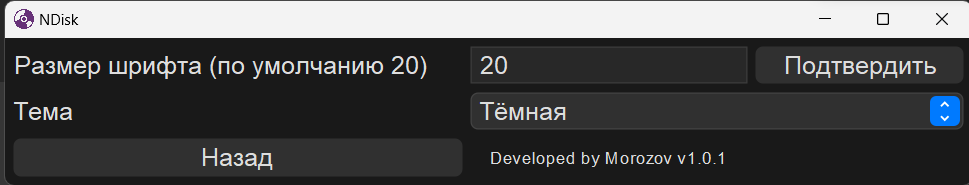 NDisk
Размер шрифта (по умолчанию 20) 20 Подтвердить
Тема Тёмная
Назад Developed by Morozov v1.0.1